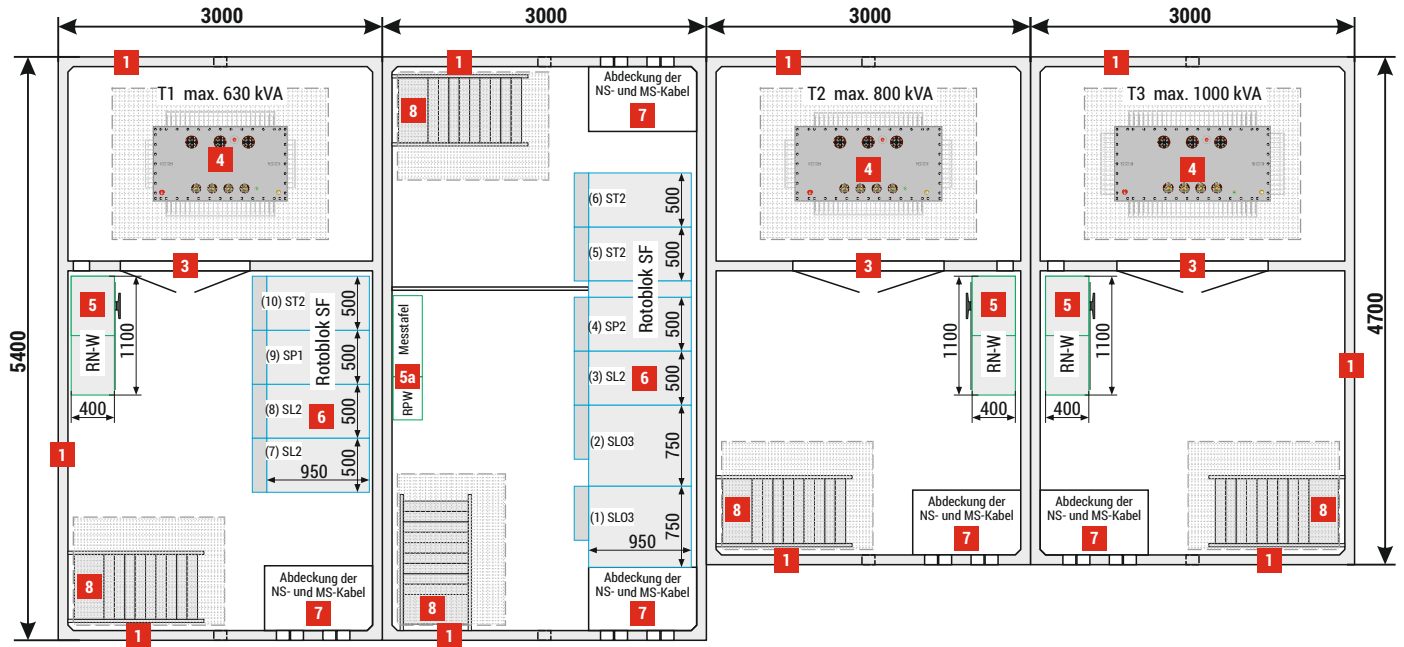 3000
3000
3000
3000
5400
4700
1
T1 max. 630 kVA
4
3
5
RN-W
1100
400
(10) ST2
500
(9) SP1
500
(8) SL2
500
(7) SL2
500
950
Rotoblok SF
6
1
8
Abdeckung der
NS- und MS-Kabel
7
1
1
8
Abdeckung der
NS- und MS-Kabel
7
(6) ST2
500
(5) ST2
500
Rotoblok SF
(4) SP2
500
(3) SL2
6
500
(2) SLO3
750
(1) SLO3
750
950
Messtafel
5a
RPW
8
Abdeckung der
NS- und MS-Kabel
7
1
1
T2 max. 800 kVA
4
3
5
RN-W
1100
400
8
Abdeckung der
NS- und MS-Kabel
7
1
1
T3 max. 1000 kVA
4
3
5
RN-W
1100
400
1
8
Abdeckung der
NS- und MS-Kabel
7
1